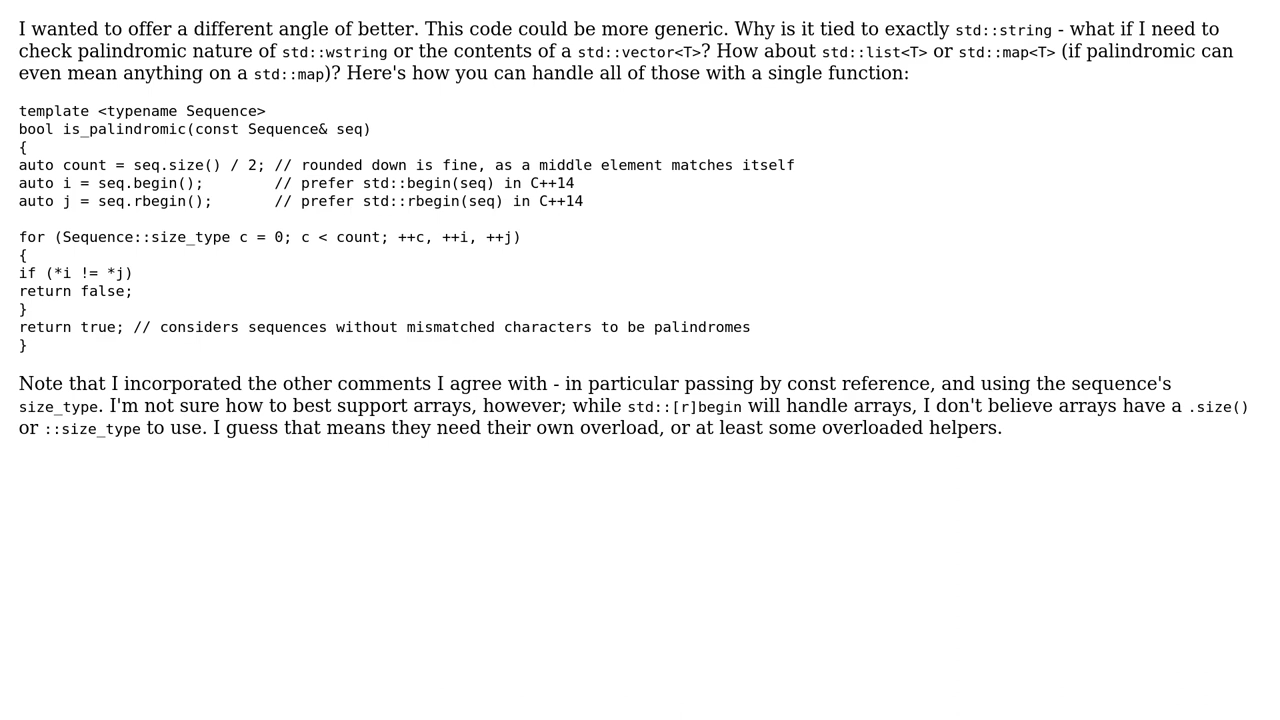 I wanted to offer a different angle of better. This code could be more generic. Why is it tied to exactly std::string - what if I need to
check palindromic nature of std::wstring or the contents of a std::vector<T>? How about std::list<T> or std::map<T> (if palindromic can
even mean anything on a std::map)? Here's how you can handle all of those with a single function:
template <typename Sequence>
bool is_palindromic(const Sequence& seq)
{
auto count = seq.size() / 2; // rounded down is fine, as a middle element matches itself
auto i = seq.begin();        // prefer std::begin(seq) in C++14
auto j = seq.rbegin();       // prefer std::rbegin(seq) in C++14
for (Sequence::size_type c = 0; c < count; ++c, ++i, ++j)
{
if (*i != *j)
return false;
}
return true; // considers sequences without mismatched characters to be palindromes
}
Note that I incorporated the other comments I agree with - in particular passing by const reference, and using the sequence's
size_type. I'm not sure how to best support arrays, however; while std::[r]begin will handle arrays, I don't believe arrays have a .size()
or ::size_type to use. I guess that means they need their own overload, or at least some overloaded helpers.